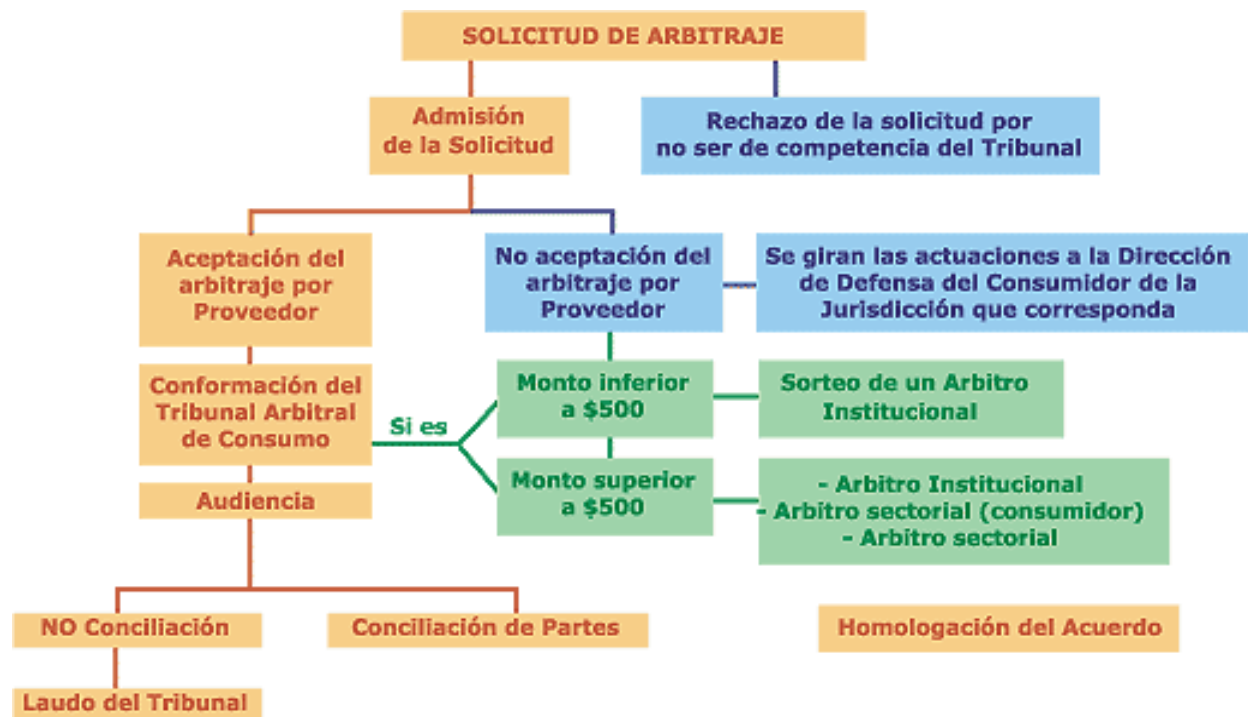 SOLICITUD DE ARBITRAJE
Admisión
de la Solicitud
Rechazo de la solicitud por
no ser de competencia del Tribunal
Aceptación del
arbitraje por
Proveedor
No aceptación del
arbitraje por
Proveedor
Se giran las actuaciones a la Dirección
de Defensa del Consumidor de la
Jurisdicción que corresponda
Conformación del
Tribunal Arbitral
de Consumo
Si es
Monto inferior
a $500
Sorteo de un Arbitro
Institucional
Monto superior
a $500
- Arbitro Institucional
- Arbitro sectorial (consumidor)
- Arbitro sectorial
Audiencia
NO Conciliación
Conciliación de Partes
Homologación del Acuerdo
Laudo del Tribunal